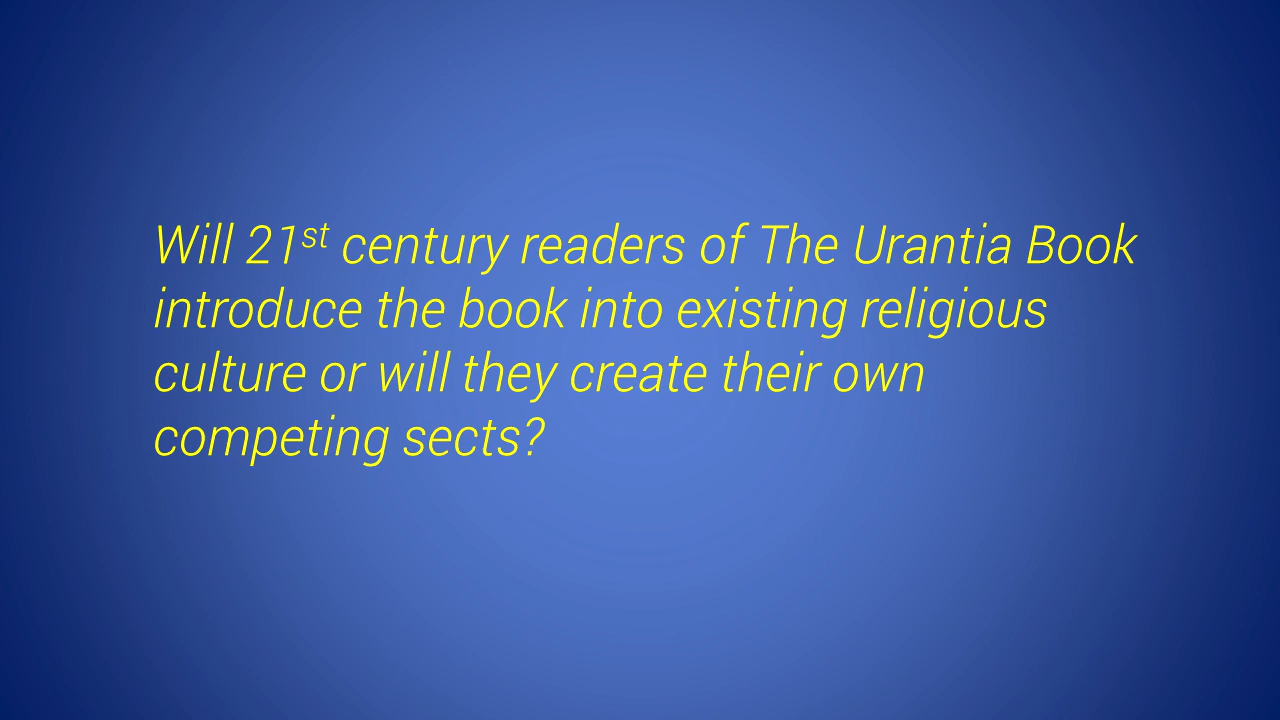 Will 21st century readers of The Urantia Book
introduce the book into existing religious
culture or will they create their own
competing sects?